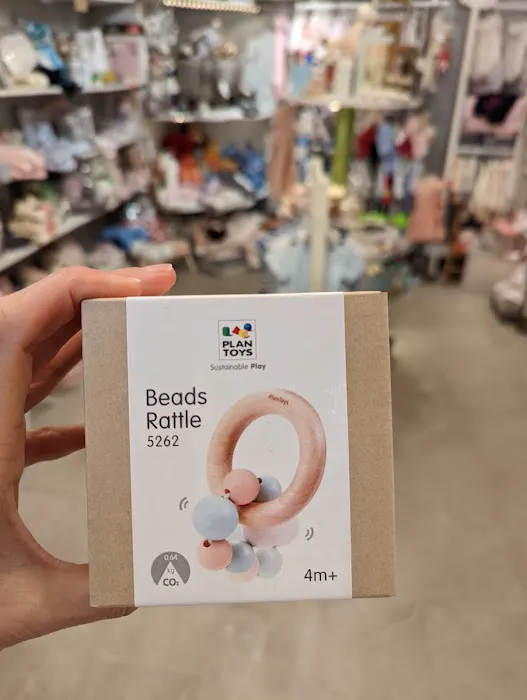 PLAN
TOYS
Sustainable Play
Beads
Rattle
5262
PlanToys
0.64
kg
CO₂
4m+